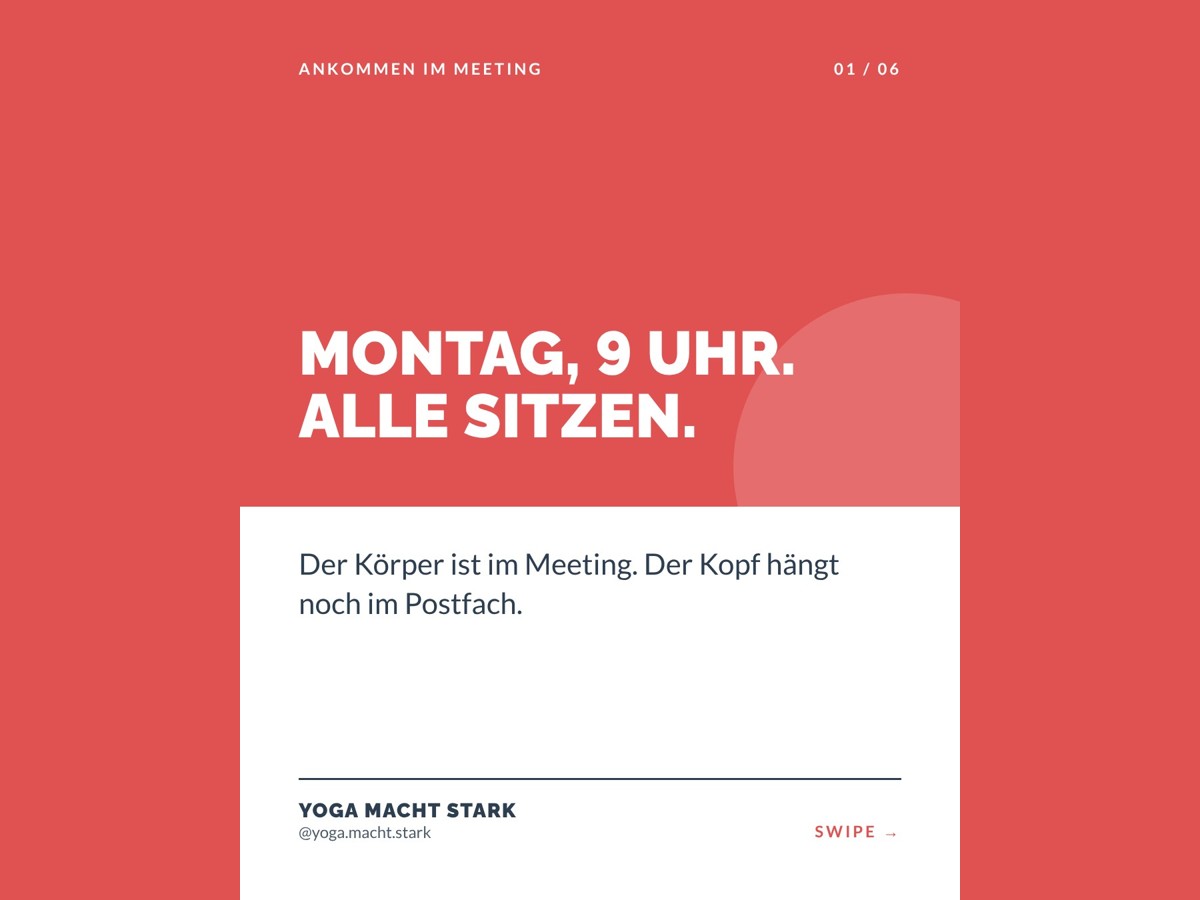 ANKOMMEN IM MEETING
01 / 06
MONTAG, 9 UHR.
ALLE SITZEN.
Der Körper ist im Meeting. Der Kopf hängt
noch im Postfach.
YOGA MACHT STARK
@yoga.macht.stark
SWIPE →